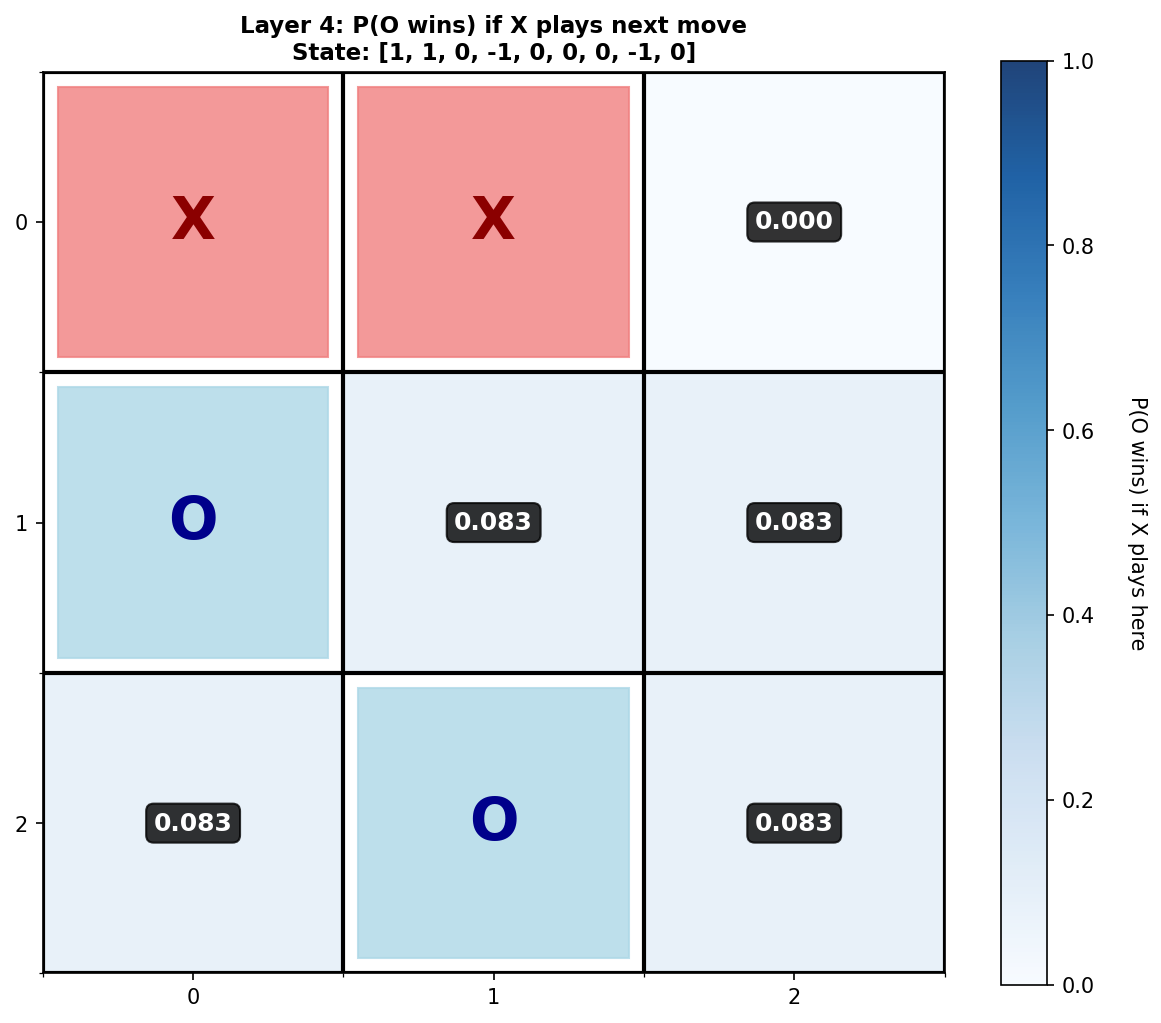 Layer 4: P(O wins) if X plays next move
State: [1, 1, 0, -1, 0, 0, 0, -1, 0]
X X 0.000
O 0.083 0.083
0.083 O 0.083
0
1
2
0 1 2
1.0
0.8
0.6
0.4
0.2
0.0
P(O wins) if X plays here